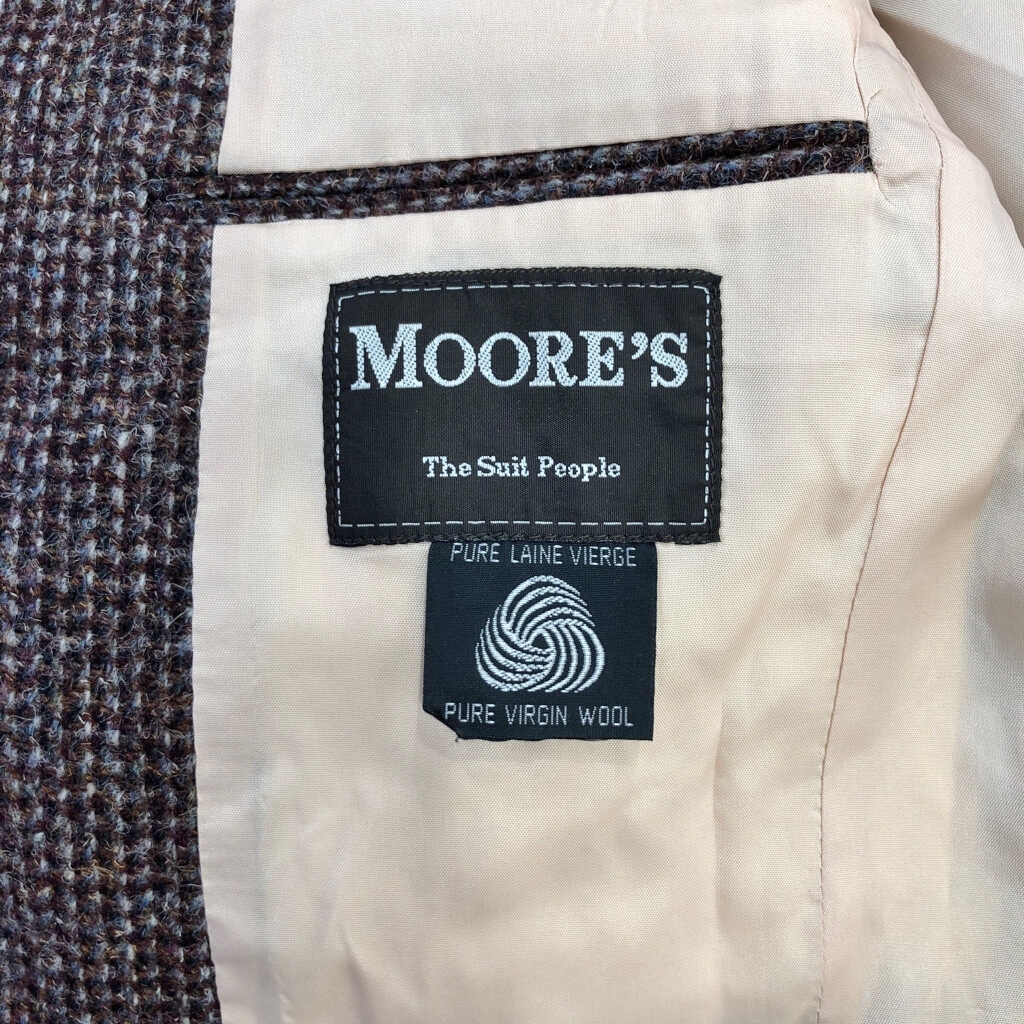 MOORE'S
The Suit People
PURE LAINE VIERGE
PURE VIRGIN WOOL